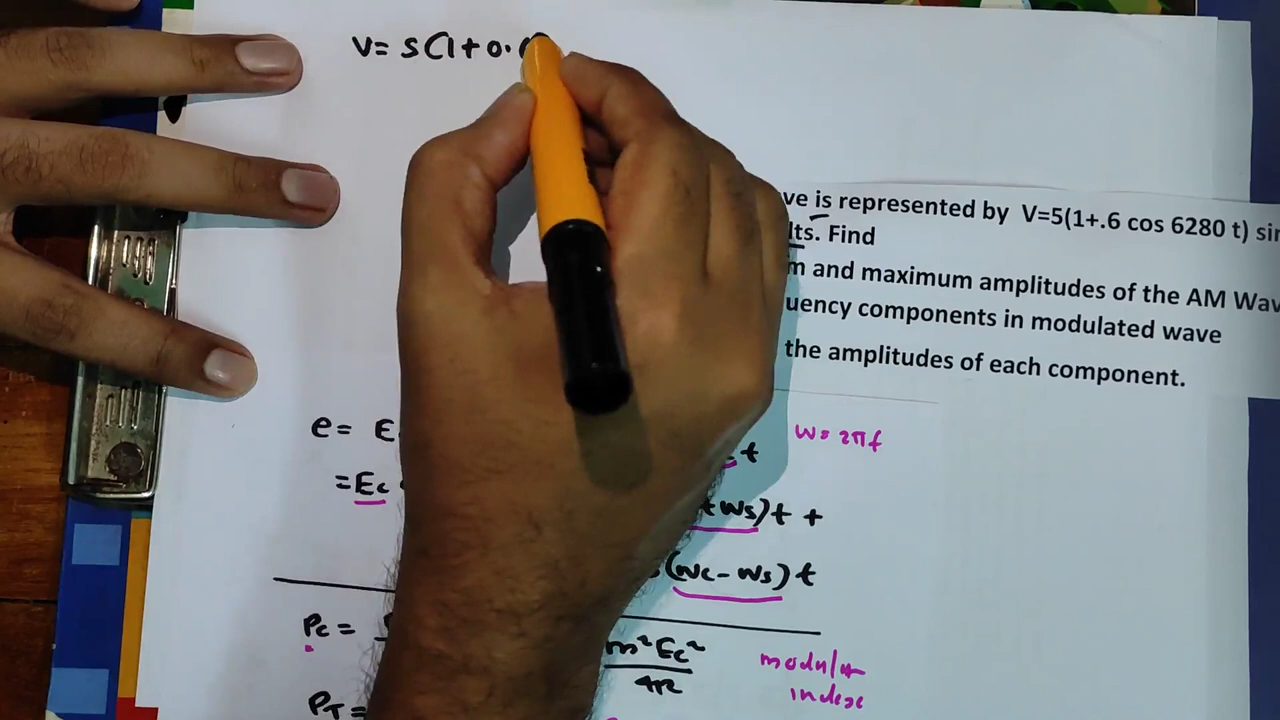 V= 5(1+0.
ve is represented by V=5(1+.6 cos 6280 t) sin
lts. Find
m and maximum amplitudes of the AM Wav
uency components in modulated wave
the amplitudes of each component.
e= E
t W= 2πf
=Ec
+Ws)t +
(Wc-Ws)t
Pc= m²Ec²
4R
modulat
index
PT=